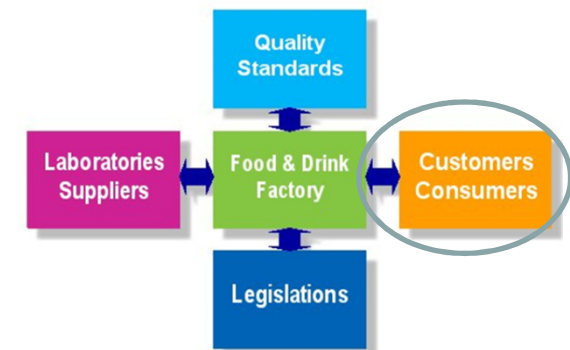 Quality
Standards
Laboratories
Suppliers
Food & Drink
Factory
Customers
Consumers
Legislations